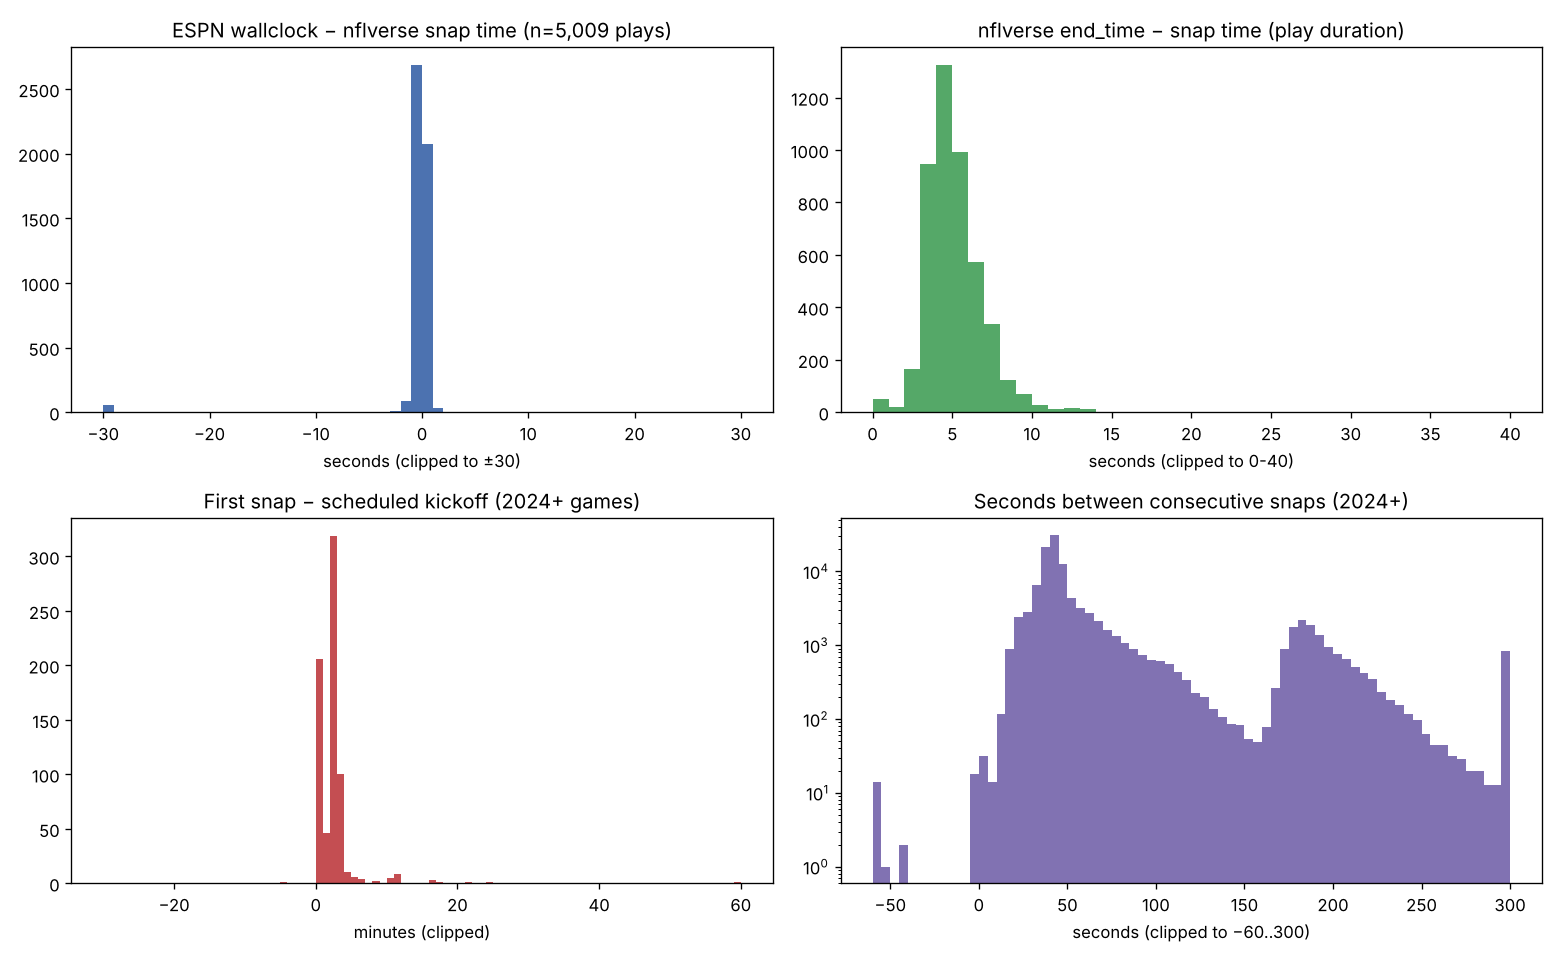 ESPN wallclock − nflverse snap time (n=5,009 plays)
2500
2000
1500
1000
500
0
−30 −20 −10 0 10 20 30
seconds (clipped to ±30)
nflverse end_time − snap time (play duration)
1200
1000
800
600
400
200
0
0 5 10 15 20 25 30 35 40
seconds (clipped to 0-40)
First snap − scheduled kickoff (2024+ games)
300
250
200
150
100
50
0
−20 0 20 40 60
minutes (clipped)
Seconds between consecutive snaps (2024+)
10⁴
10³
10²
10¹
10⁰
−50 0 50 100 150 200 250 300
seconds (clipped to −60..300)